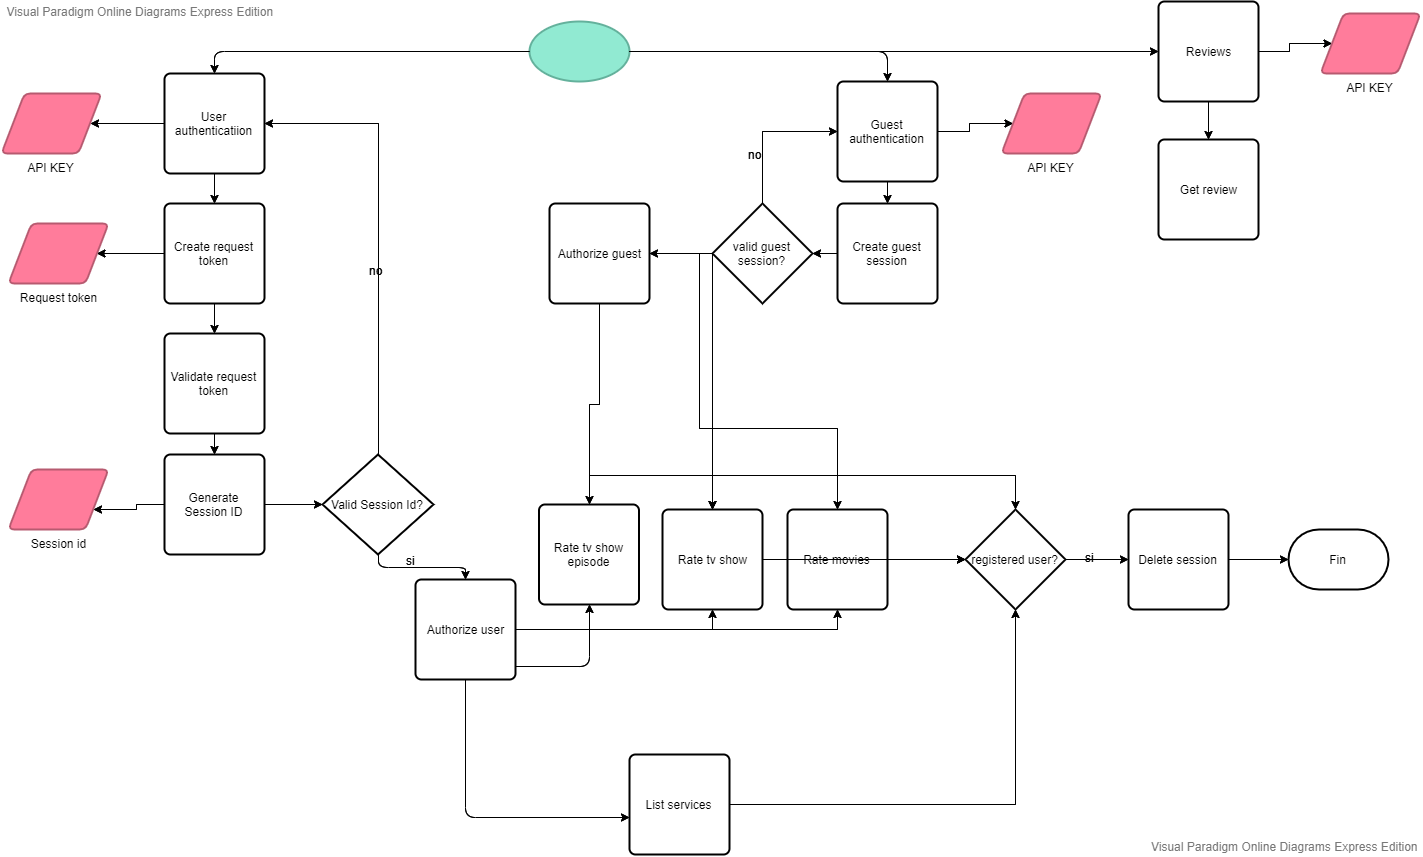 Visual Paradigm Online Diagrams Express Edition
Reviews
API KEY
User
authenticatiion
API KEY
Guest
authentication
API KEY
no
Get review
Create request
token
Request token
no
Authorize guest
valid guest
session?
Create guest
session
Validate request
token
Generate
Session ID
Session id
Valid Session Id?
si
Rate tv show
episode
Rate tv show
Rate movies
registered user?
si
Delete session
Fin
Authorize user
List services
Visual Paradigm Online Diagrams Express Edition